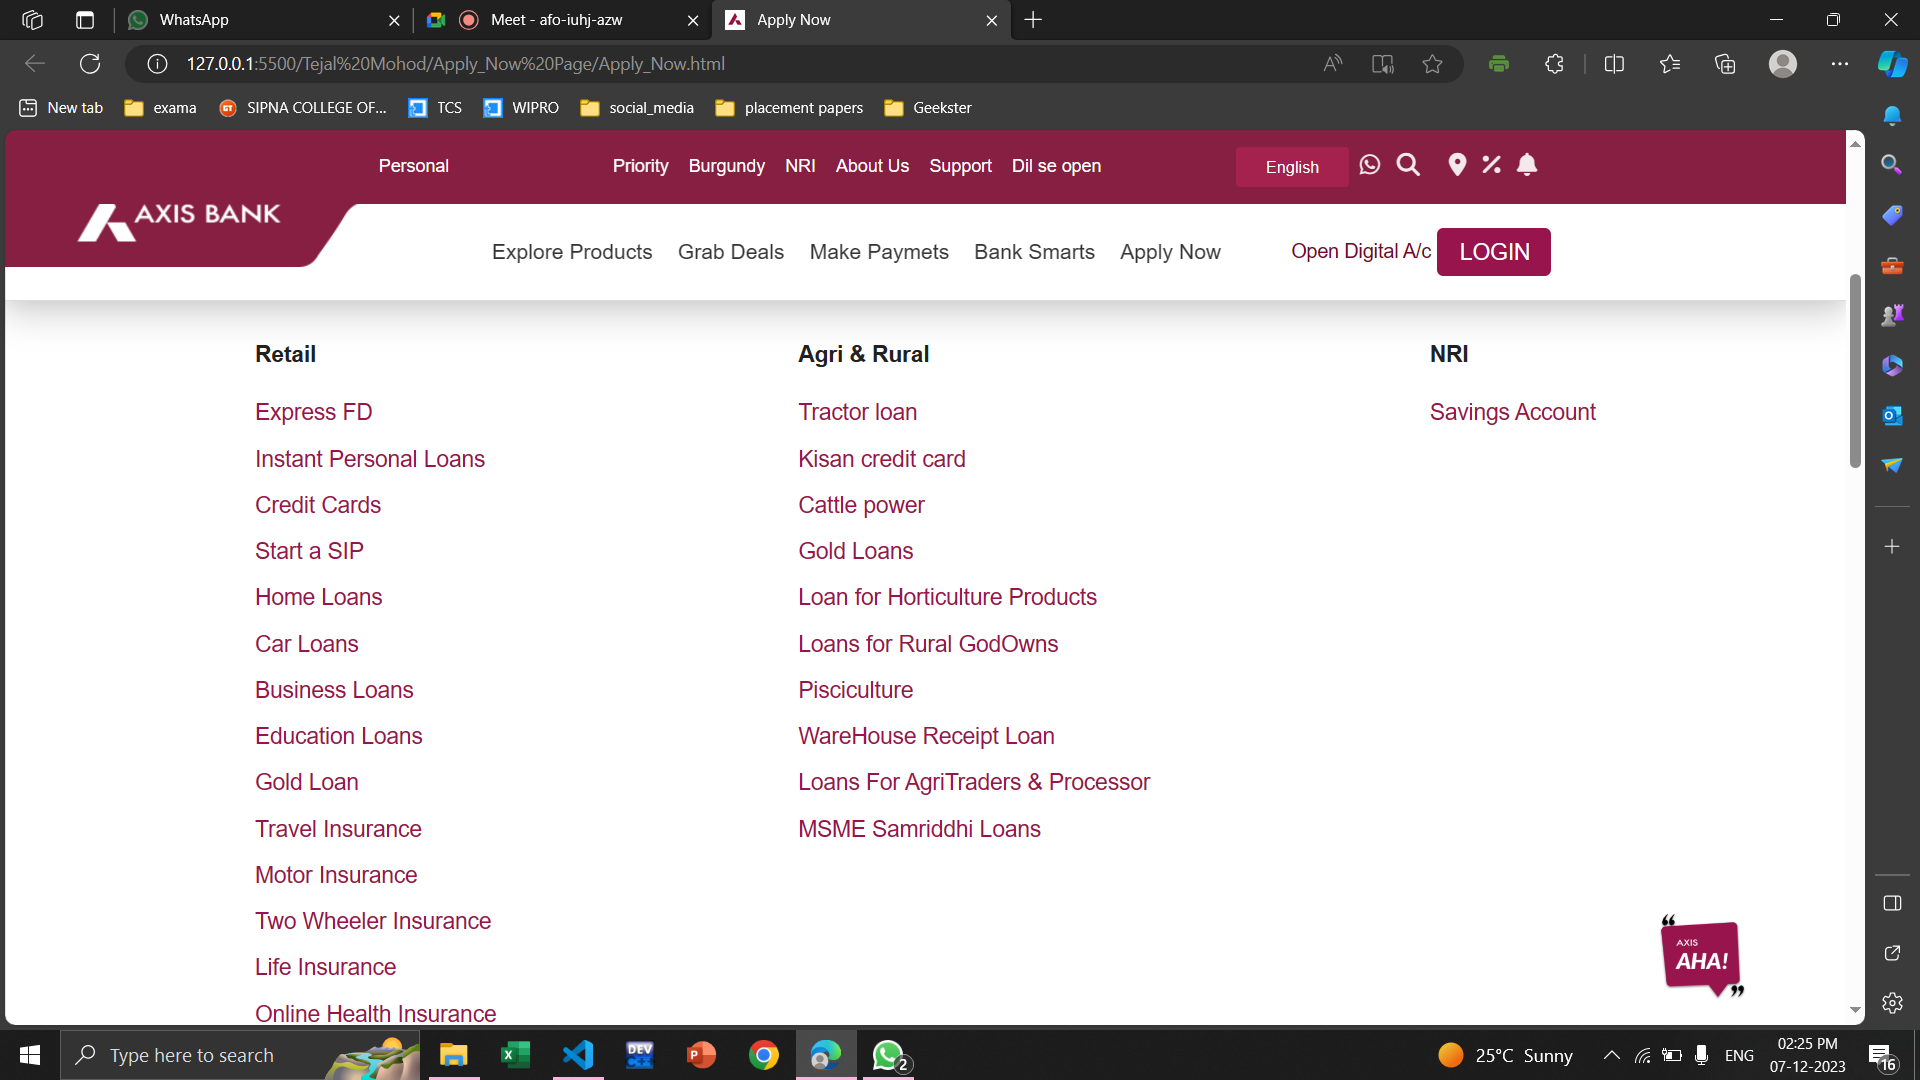 WhatsApp
Meet - afo-iuhj-azw
Apply Now
127.0.0.1:5500/Tejal%20Mohod/Apply_Now%20Page/Apply_Now.html
New tab
exama
SIPNA COLLEGE OF...
TCS
WIPRO
social_media
placement papers
Geekster
Personal
Priority
Burgundy
NRI
About Us
Support
Dil se open
English
AXIS BANK
Explore Products
Grab Deals
Make Paymets
Bank Smarts
Apply Now
Open Digital A/c
LOGIN
Retail
Express FD
Instant Personal Loans
Credit Cards
Start a SIP
Home Loans
Car Loans
Business Loans
Education Loans
Gold Loan
Travel Insurance
Motor Insurance
Two Wheeler Insurance
Life Insurance
Online Health Insurance
Agri & Rural
Tractor loan
Kisan credit card
Cattle power
Gold Loans
Loan for Horticulture Products
Loans for Rural GodOwns
Pisciculture
WareHouse Receipt Loan
Loans For AgriTraders & Processor
MSME Samriddhi Loans
NRI
Savings Account
“
AXIS
AHA!
”
Type here to search
DEV
C++
2
25°C Sunny
ENG
02:25 PM
07-12-2023
16